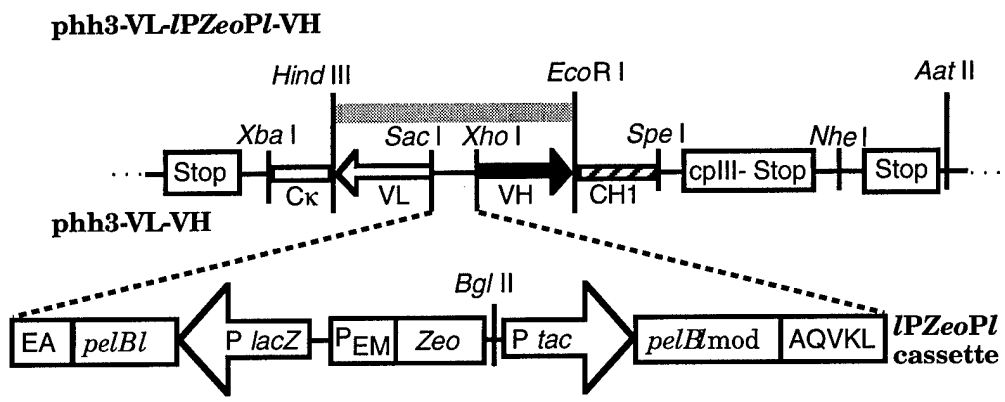 phh3-VL-lPZeoPl-VH
Hind III
EcoR I
Aat II
Xba I
Sac I
Xho I
Spe I
Nhe I
Stop
Cκ
VL
VH
CH1
cpIII- Stop
Stop
phh3-VL-VH
Bgl II
EA
pelBl
P lacZ
PEM
Zeo
P tac
pelBlmod
AQVKL
lPZeoPl
cassette